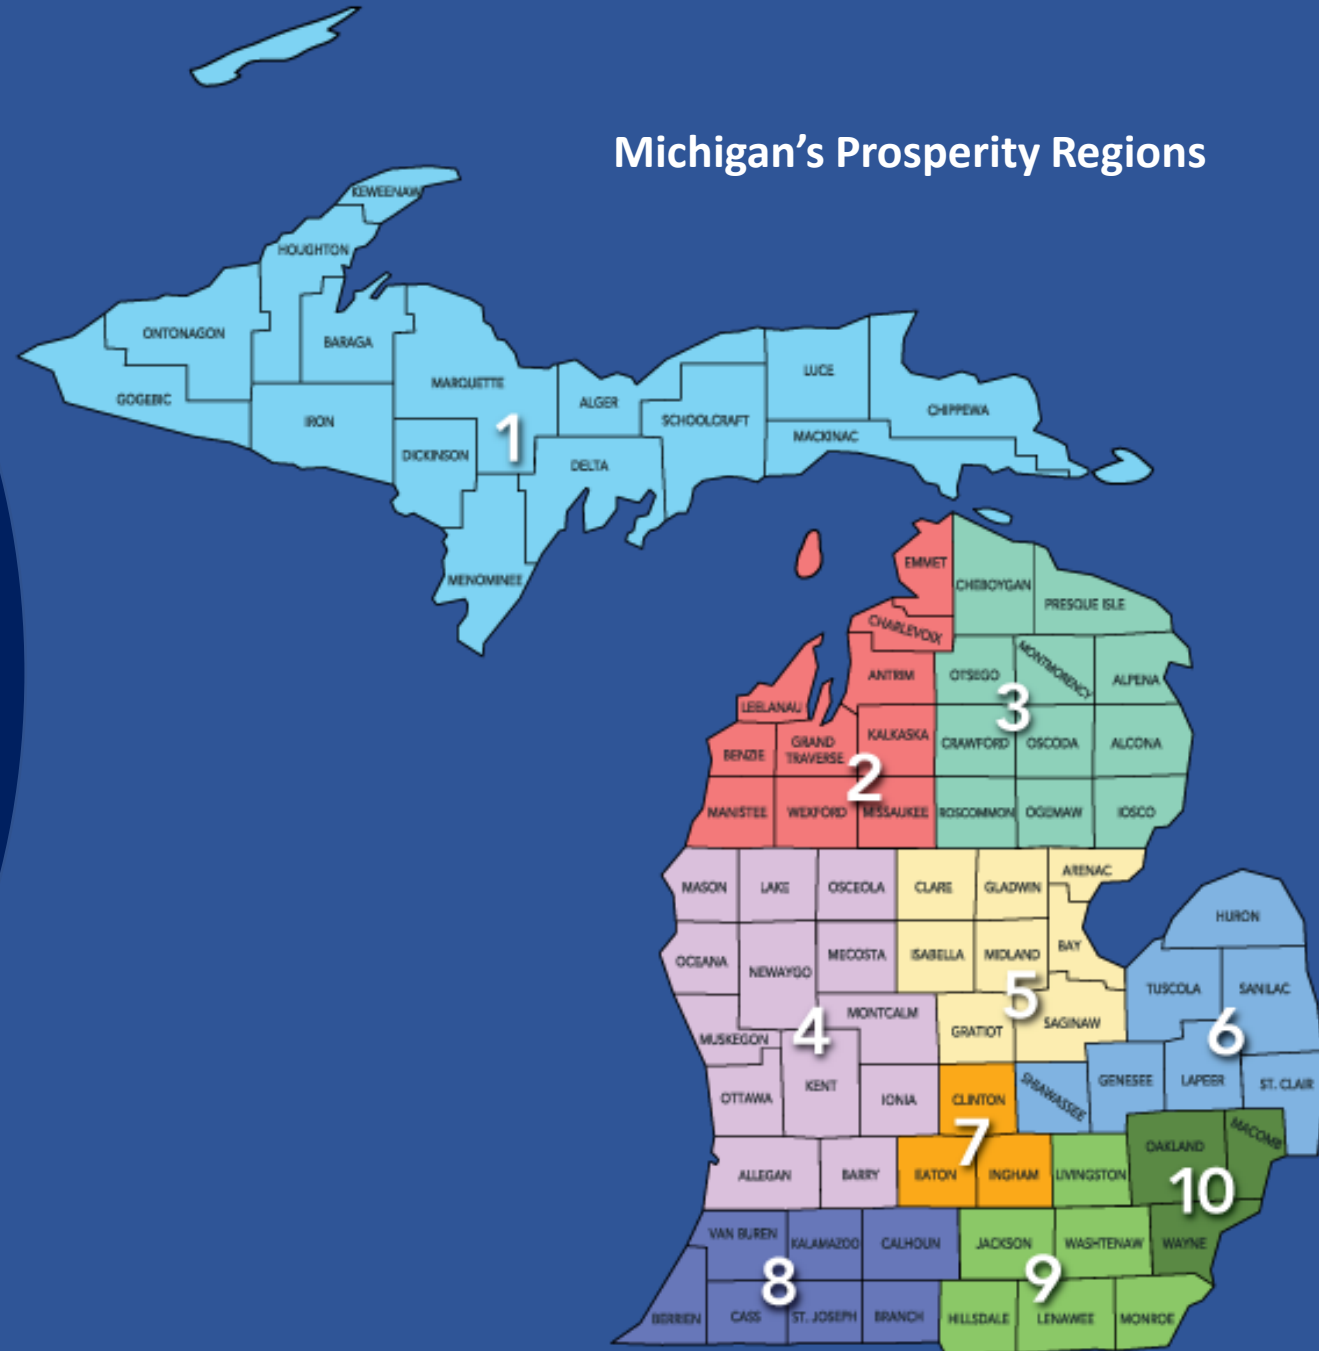 Michigan's Prosperity Regions
KEWEENAW
HOUGHTON
ONTONAGON
BARAGA
GOGEBIC
IRON
MARQUETTE
DICKINSON
1
ALGER
DELTA
SCHOOLCRAFT
LUCE
MACKINAC
CHIPPEWA
MENOMINEE
EMMET
CHEBOYGAN
PRESQUE ISLE
CHARLEVOIX
ANTRIM
OTSEGO
MONTMORENCY
ALPENA
3
LEELANAU
BENZIE
GRAND
TRAVERSE
KALKASKA
CRAWFORD
OSCODA
ALCONA
2
MANISTEE
WEXFORD
MISSAUKEE
ROSCOMMON
OGEMAW
IOSCO
MASON
LAKE
OSCEOLA
CLARE
GLADWIN
ARENAC
HURON
OCEANA
NEWAYGO
MECOSTA
ISABELLA
MIDLAND
BAY
5
TUSCOLA
SANILAC
MUSKEGON
4
MONTCALM
GRATIOT
SAGINAW
6
OTTAWA
KENT
IONIA
CLINTON
SHIAWASSEE
GENESEE
LAPEER
ST. CLAIR
7
ALLEGAN
BARRY
EATON
INGHAM
LIVINGSTON
OAKLAND
MACOMB
10
VAN BUREN
KALAMAZOO
CALHOUN
JACKSON
WASHTENAW
WAYNE
8
9
BERRIEN
CASS
ST. JOSEPH
BRANCH
HILLSDALE
LENAWEE
MONROE